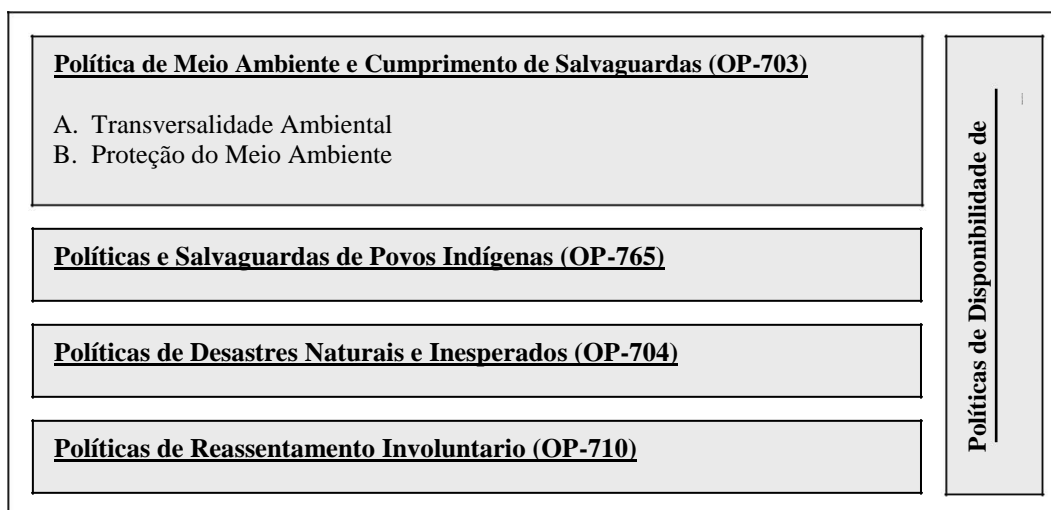 Política de Meio Ambiente e Cumprimento de Salvaguardas (OP-703)
A. Transversalidade Ambiental
B. Proteção do Meio Ambiente
Políticas e Salvaguardas de Povos Indígenas (OP-765)
Políticas de Desastres Naturais e Inesperados (OP-704)
Políticas de Reassentamento Involuntario (OP-710)
Políticas de Disponibilidade de